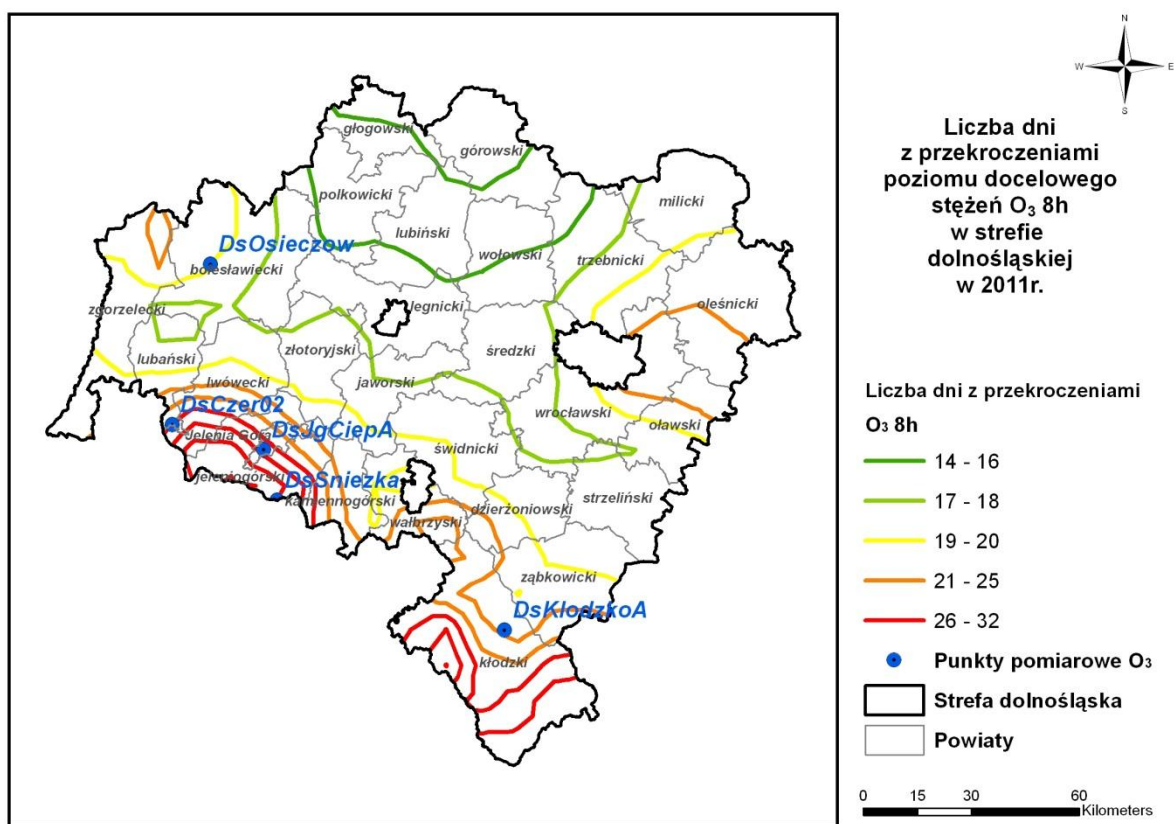 N
W E
S
Liczba dni
z przekroczeniami
poziomu docelowego
stężeń O₃ 8h
w strefie
dolnośląskiej
w 2011r.
głogowski
górowski
polkowicki
milicki
lubiński
wołowski
DsOsieczow
trzebnicki
bolesławiecki
oleśnicki
zgorzelecki
legnicki
lubański
złotoryjski
średzki
lwówecki
jaworski
DsCzer02
wrocławski
oławski
DsJgCiepA
Jelenia Góra
świdnicki
jeleniogórski
DsSniezka
kamiennogórski
strzeliński
dzierżoniowski
wałbrzyski
ząbkowicki
DsKlodzkoA
kłodzki
Liczba dni z przekroczeniami
O₃ 8h
14 - 16
17 - 18
19 - 20
21 - 25
26 - 32
Punkty pomiarowe O₃
Strefa dolnośląska
Powiaty
0 15 30 60
Kilometers